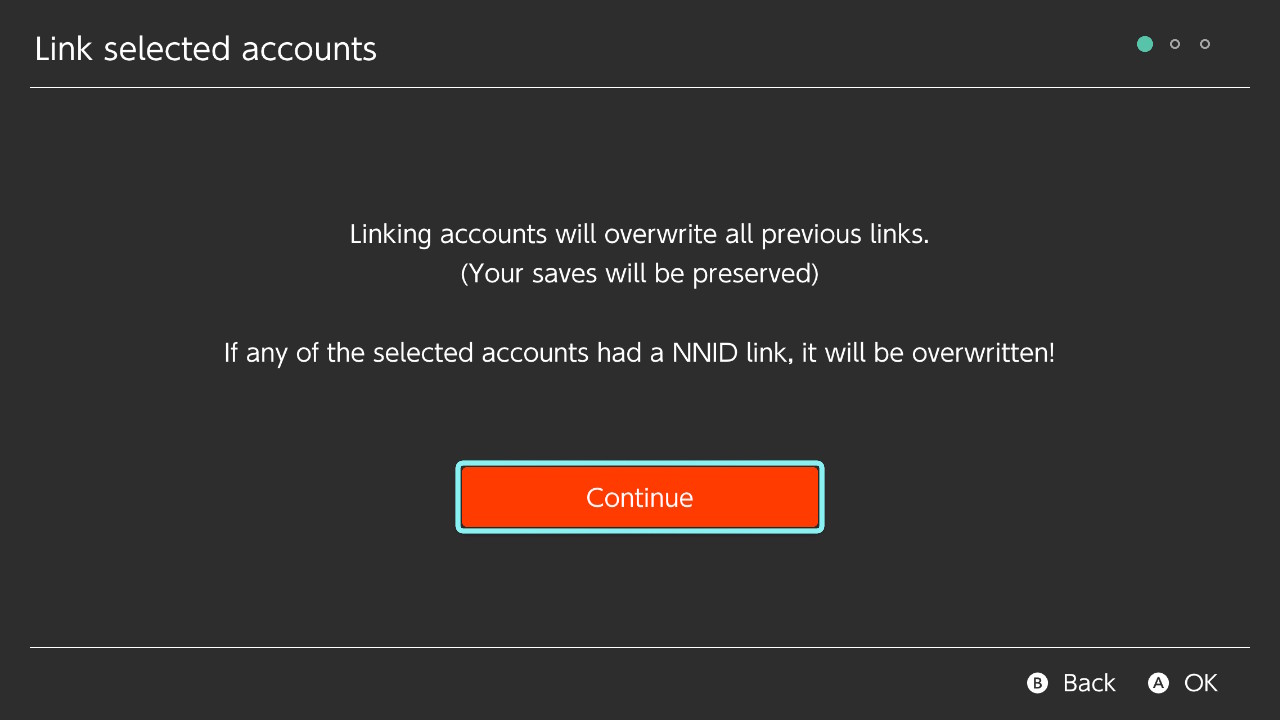 Link selected accounts
Linking accounts will overwrite all previous links.
(Your saves will be preserved)
If any of the selected accounts had a NNID link, it will be overwritten!
Continue
B Back A OK